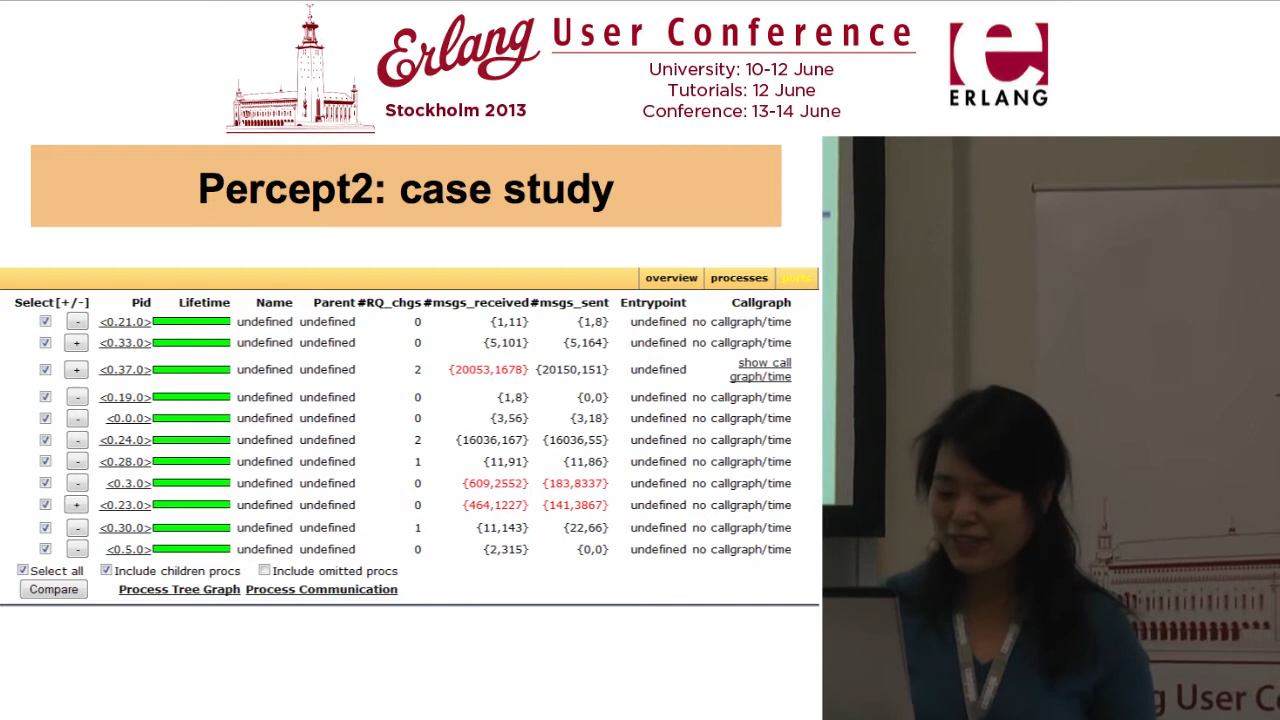 Erlang User Conference
Stockholm 2013
University: 10-12 June
Tutorials: 12 June
Conference: 13-14 June
e
ERLANG
Percept2: case study
overview processes ports
Select[+/-] Pid Lifetime Name Parent #RQ_chgs #msgs_received #msgs_sent Entrypoint Callgraph
- <0.21.0> undefined undefined 0 {1,11} {1,8} undefined no callgraph/time
+ <0.33.0> undefined undefined 0 {5,101} {5,164} undefined no callgraph/time
+ <0.37.0> undefined undefined 2 {20053,1678} {20150,151} undefined show call graph/time
- <0.19.0> undefined undefined 0 {1,8} {0,0} undefined no callgraph/time
- <0.0.0> undefined undefined 0 {3,56} {3,18} undefined no callgraph/time
- <0.24.0> undefined undefined 2 {16036,167} {16036,55} undefined no callgraph/time
- <0.28.0> undefined undefined 1 {11,91} {11,86} undefined no callgraph/time
- <0.3.0> undefined undefined 0 {609,2552} {183,8337} undefined no callgraph/time
+ <0.23.0> undefined undefined 0 {464,1227} {141,3867} undefined no callgraph/time
- <0.30.0> undefined undefined 1 {11,143} {22,66} undefined no callgraph/time
- <0.5.0> undefined undefined 0 {2,315} {0,0} undefined no callgraph/time
Select all Include children procs Include omitted procs
Compare Process Tree Graph Process Communication
g User C